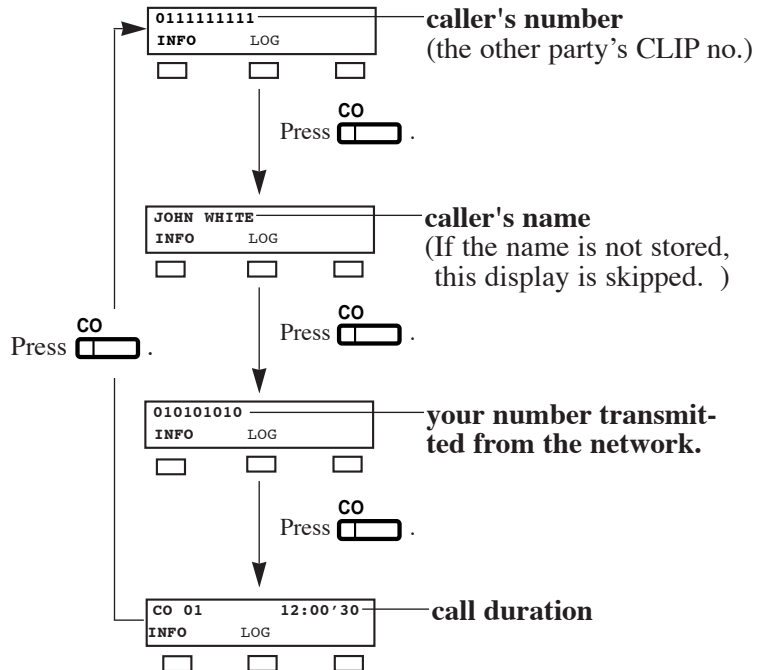 0111111111 caller's number
INFO LOG (the other party’s CLIP no.)
CO
Press .
JOHN WHITE caller's name
INFO LOG (If the name is not stored,
this display is skipped. )
CO
Press .
CO
Press .
010101010 your number transmit-
INFO LOG ted from the network.
CO
Press .
CO 01 12:00’30 call duration
INFO LOG